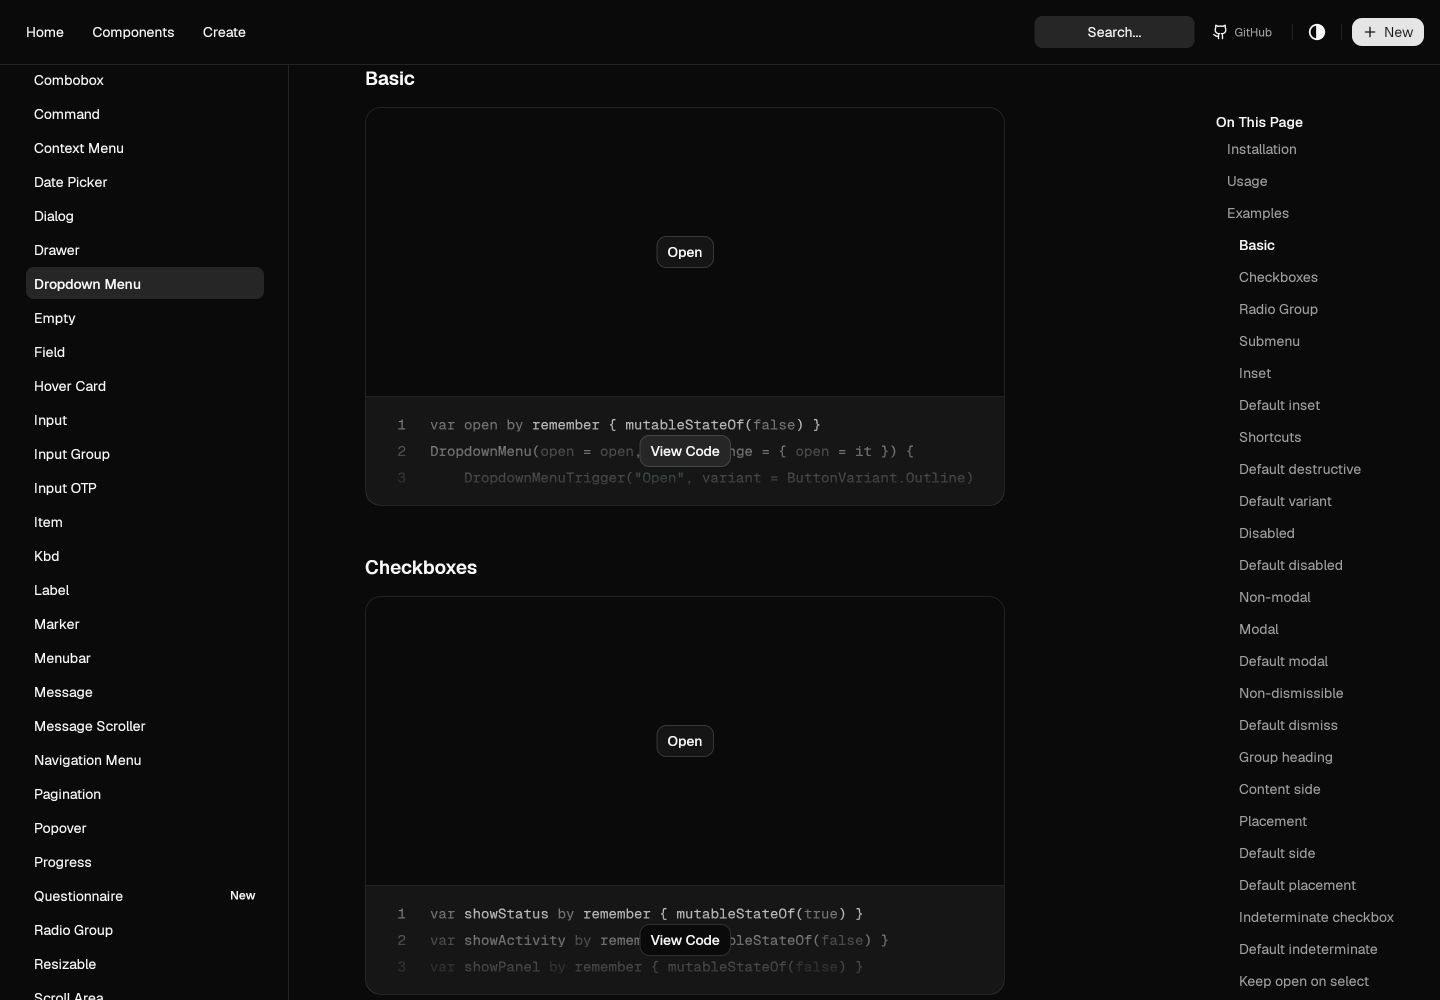 Home
Components
Create
Search...
GitHub
New
Combobox
Command
Context Menu
Date Picker
Dialog
Drawer
Dropdown Menu
Empty
Field
Hover Card
Input
Input Group
Input OTP
Item
Kbd
Label
Marker
Menubar
Message
Message Scroller
Navigation Menu
Pagination
Popover
Progress
Questionnaire New
Radio Group
Resizable
Scroll Area
Basic
Open
1 var open by remember { mutableStateOf(false) }
2 DropdownMenu(open = open, nge = { open = it }) {
View Code
3 DropdownMenuTrigger("Open", variant = ButtonVariant.Outline)
Checkboxes
Open
1 var showStatus by remember { mutableStateOf(true) }
2 var showActivity by remem bleStateOf(false) }
View Code
3 var showPanel by remember { mutableStateOf(false) }
On This Page
Installation
Usage
Examples
Basic
Checkboxes
Radio Group
Submenu
Inset
Default inset
Shortcuts
Default destructive
Default variant
Disabled
Default disabled
Non-modal
Modal
Default modal
Non-dismissible
Default dismiss
Group heading
Content side
Placement
Default side
Default placement
Indeterminate checkbox
Default indeterminate
Keep open on select